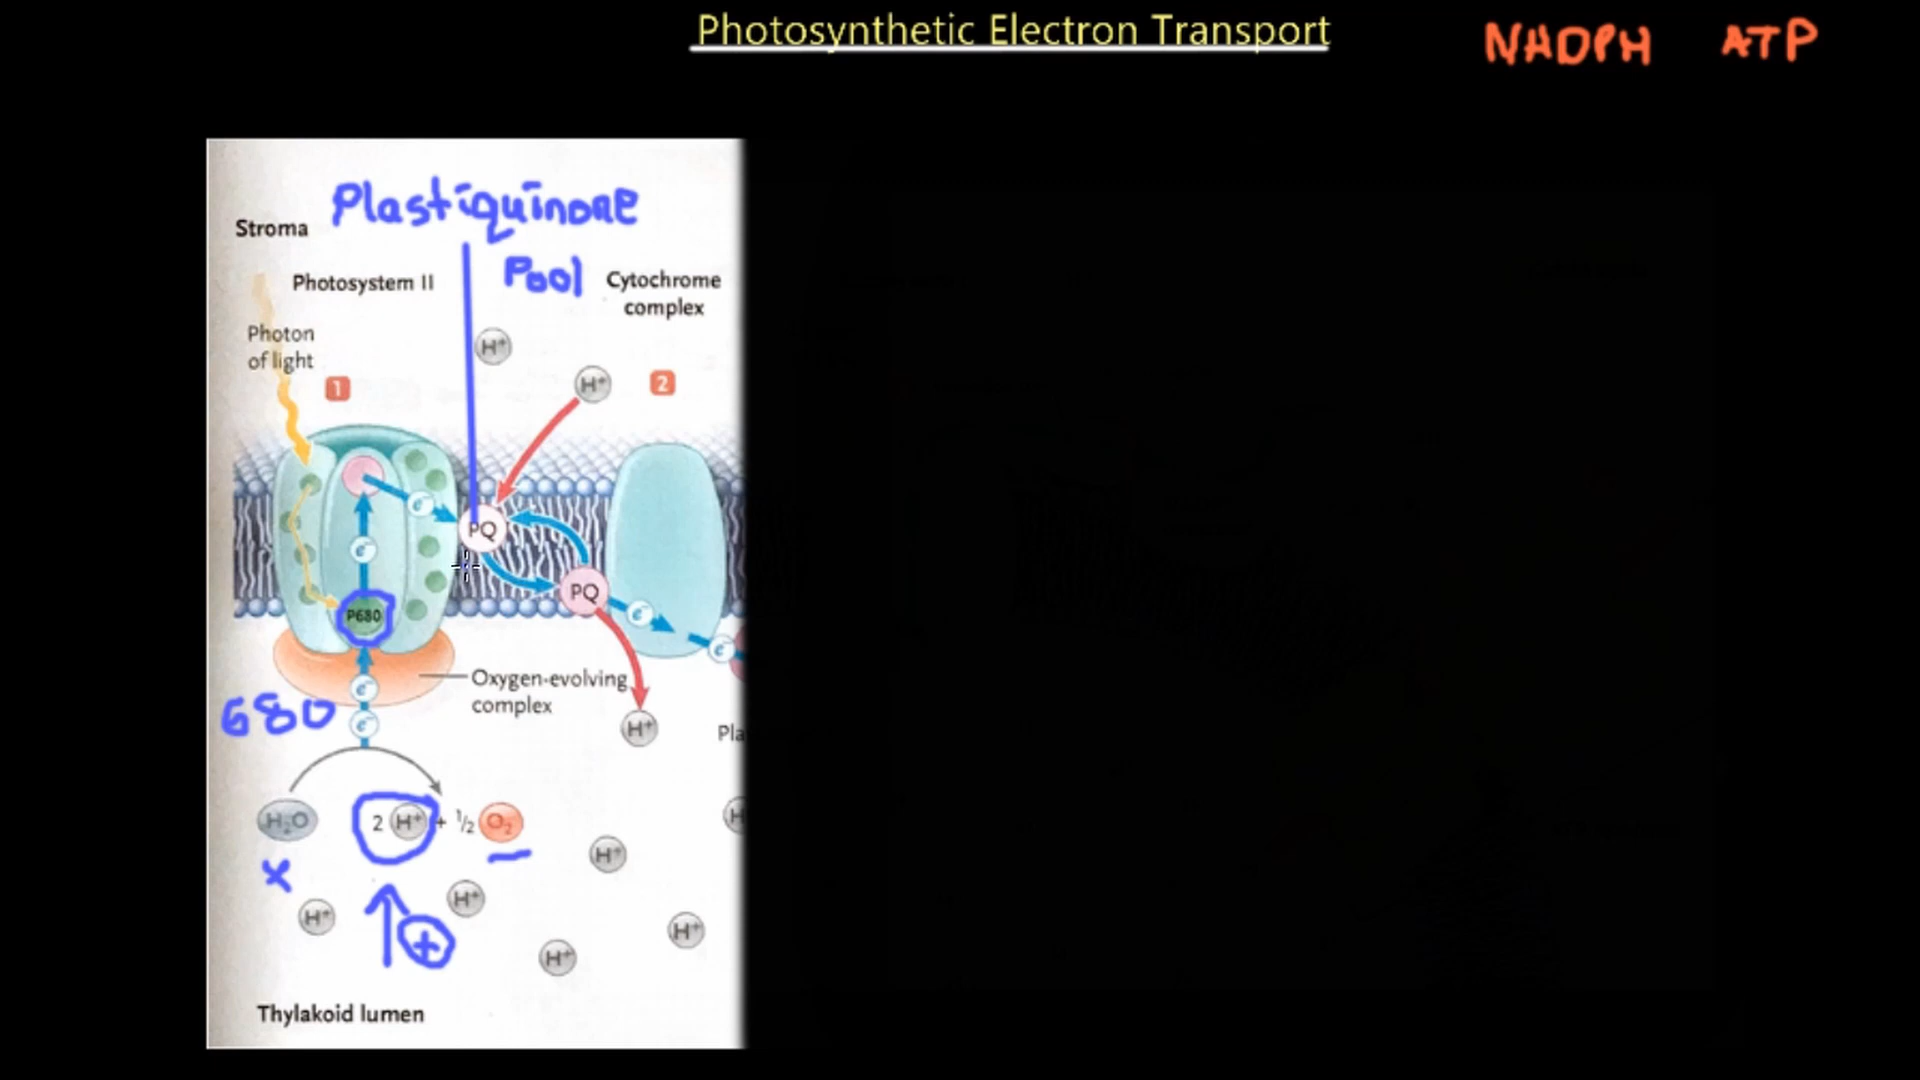 Photosynthetic Electron Transport
NADPH ATP
Plastiquinone
Stroma
Pool
Photosystem II
Cytochrome
complex
Photon
of light
H+
1
H+
2
e-
PQ
e-
PQ
P680
e-
e-
Oxygen-evolving
complex
e-
680
e-
H+
Pla
H2O 2 H+ + 1/2 O2
H
H+
x
H+
H+
+
H+
H+
Thylakoid lumen